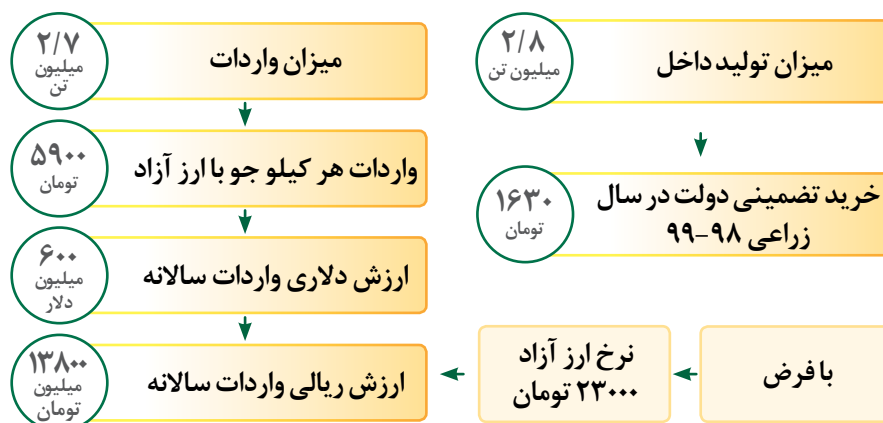 میزان تولید داخل
۲/۸
میلیون تن
خرید تضمینی دولت در سال
زراعی ۹۸-۹۹
۱۶۳۰
تومان
میزان واردات
۲/۷
میلیون
تن
واردات هر کیلو جو با ارز آزاد
۵۹۰۰
تومان
ارزش دلاری واردات سالانه
۶۰۰
میلیون
دلار
با فرض
نرخ ارز آزاد
۲۳۰۰۰ تومان
ارزش ریالی واردات سالانه
۱۳۸۰۰
میلیون
تومان